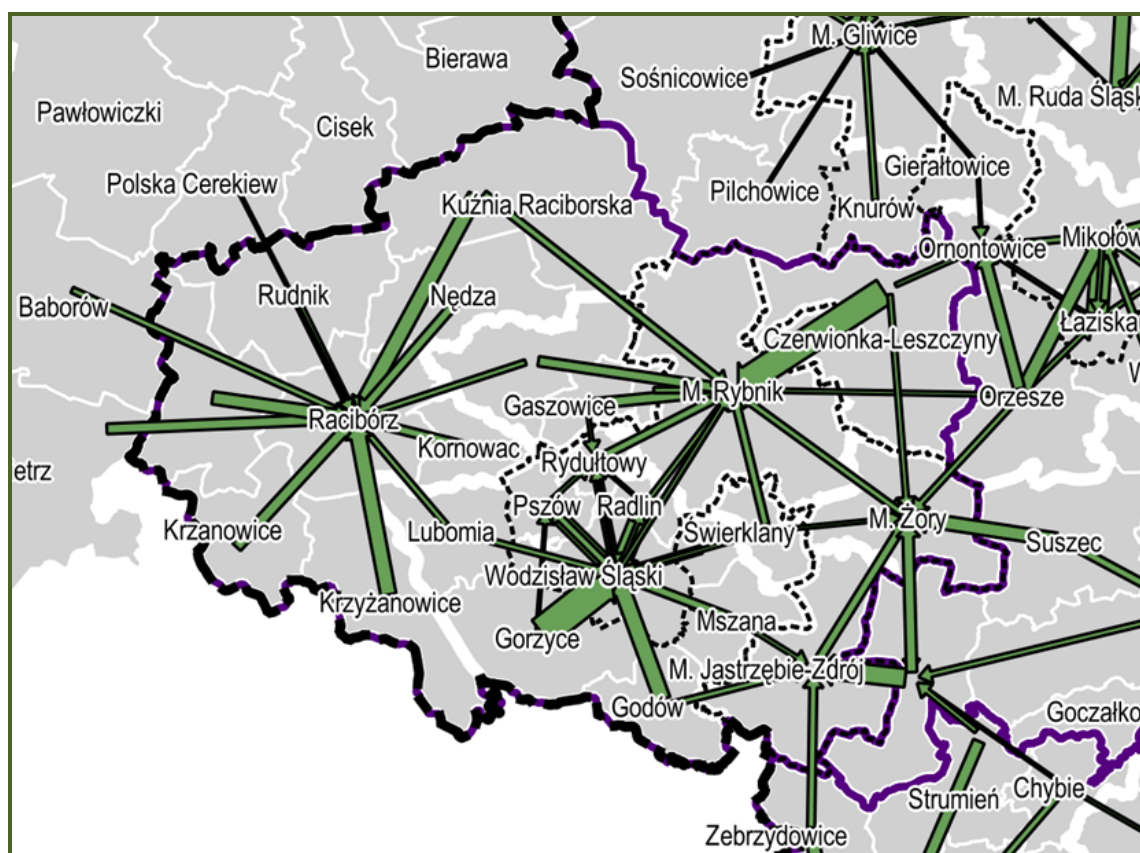 M. Gliwice
Bierawa
Sośnicowice
M. Ruda Śląsk
Pawłowiczki
Cisek
Gierałtowice
Polska Cerekiew
Pilchowice
Kuźnia Raciborska
Knurów
Ornontowice
Mikołów
Rudnik
Nędza
Baborów
Łaziska
Czerwionka-Leszczyny
M. Rybnik
Orzesze
Gaszowice
Racibórz
Kornowac
Rydułtowy
etrz
Pszów
Radlin
M. Żory
Krzanowice
Lubomia
Świerklany
Suszec
Wodzisław Śląski
Krzyżanowice
Mszana
Gorzyce
M. Jastrzębie-Zdrój
Godów
Goczałko
Chybie
Strumień
Zebrzydowice